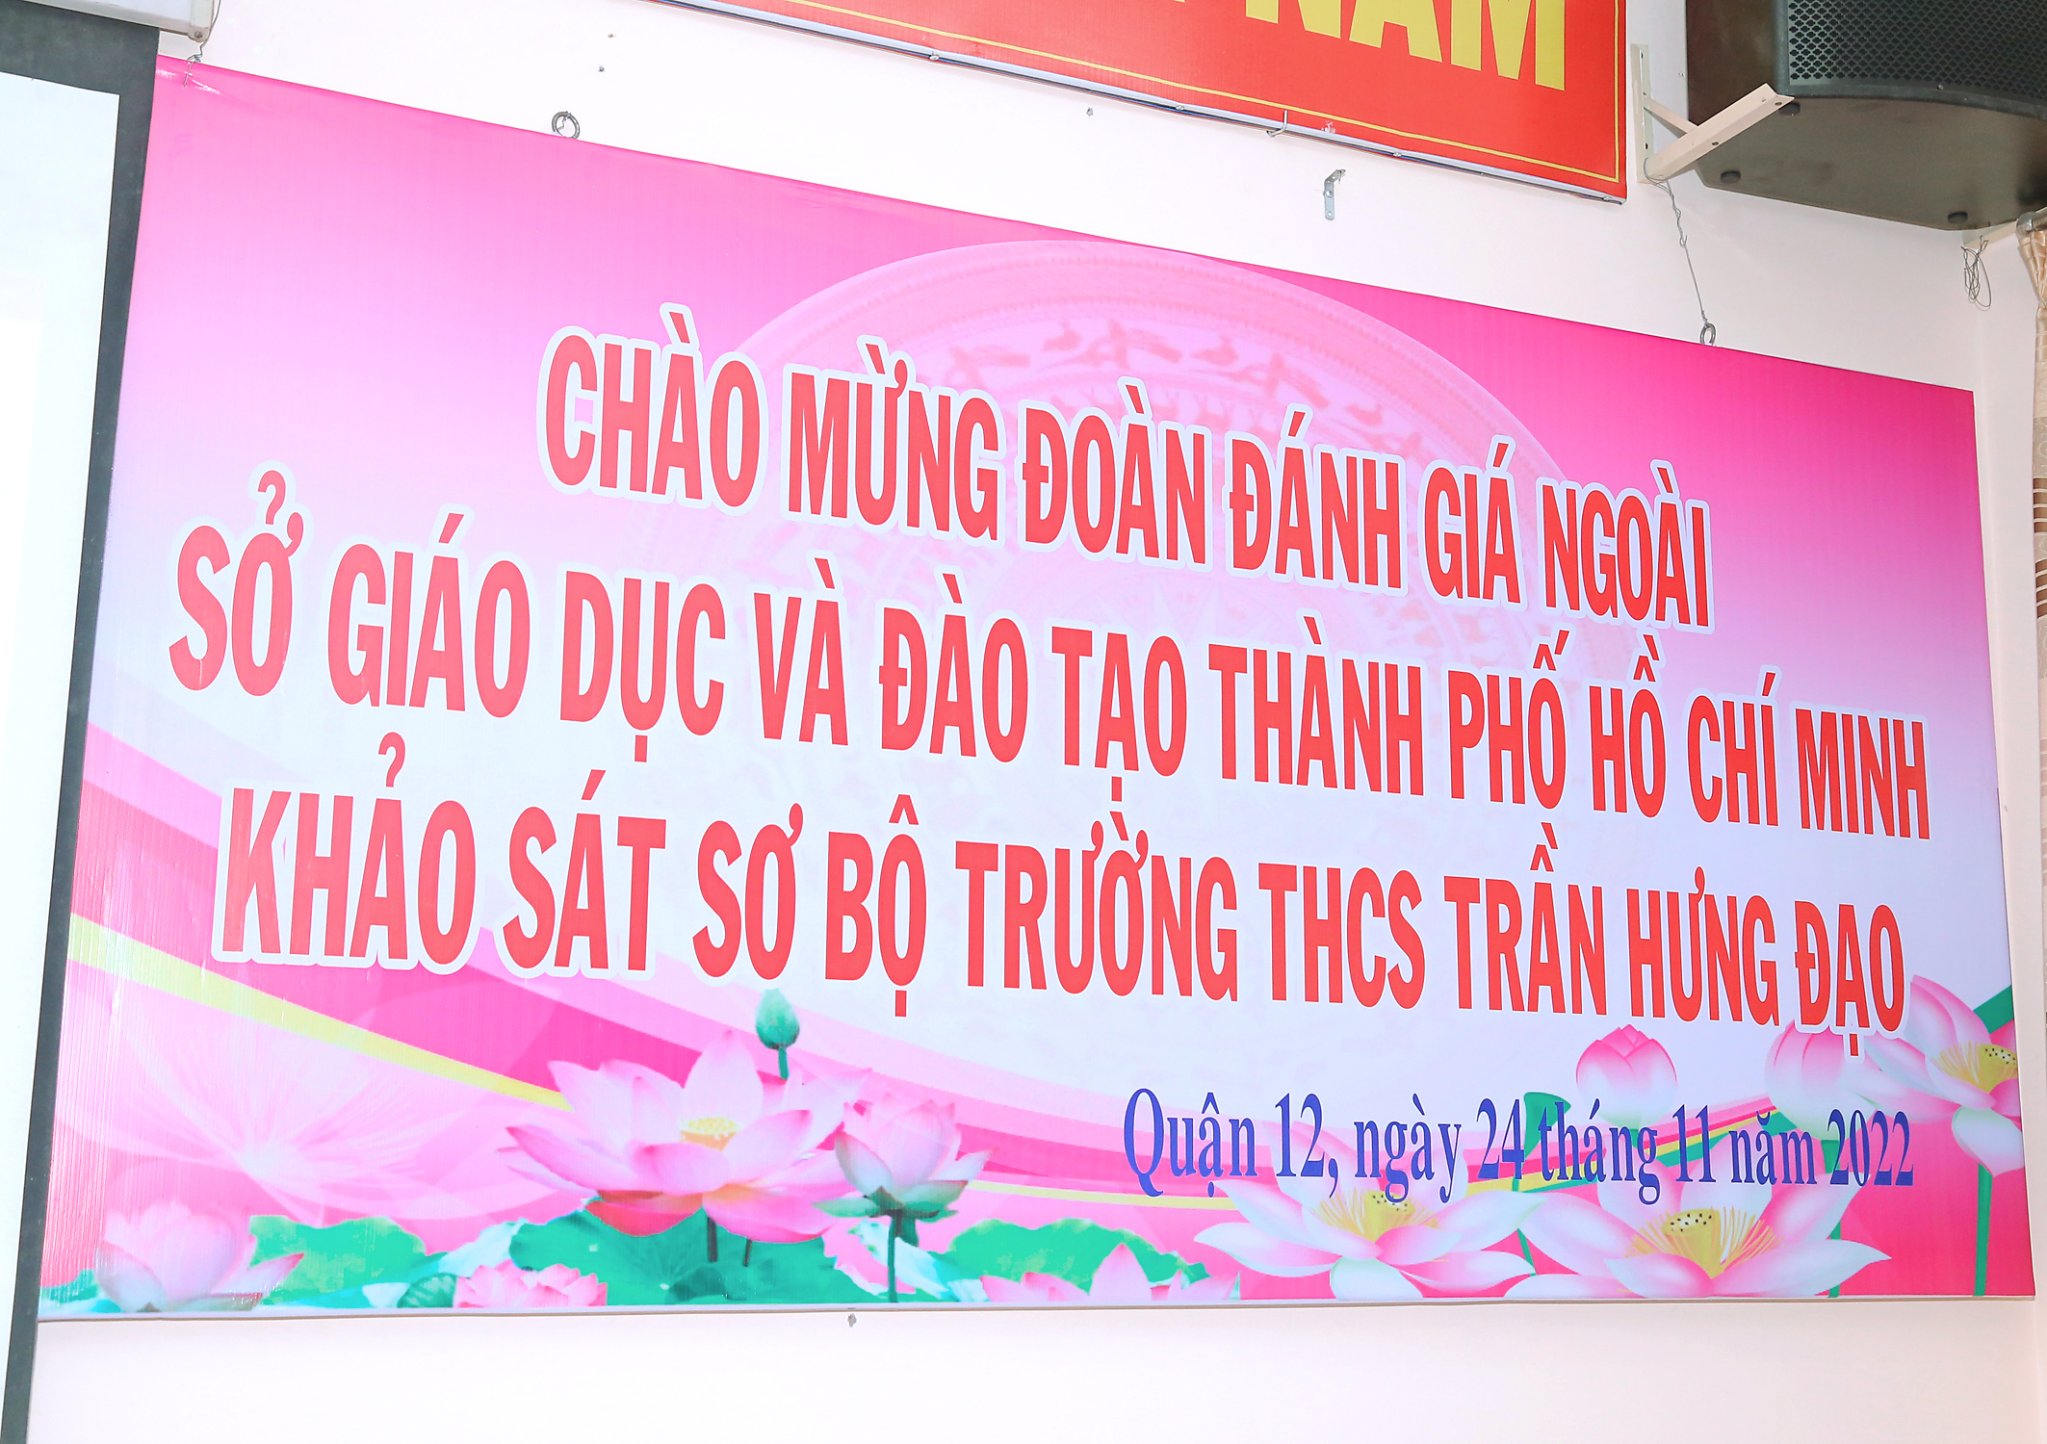 NAM
CHÀO MỪNG ĐOÀN ĐÁNH GIÁ NGOÀI
SỞ GIÁO DỤC VÀ ĐÀO TẠO THÀNH PHỐ HỒ CHÍ MINH
KHẢO SÁT SƠ BỘ TRƯỜNG THCS TRẦN HƯNG ĐẠO
Quận 12, ngày 24 tháng 11 năm 2022